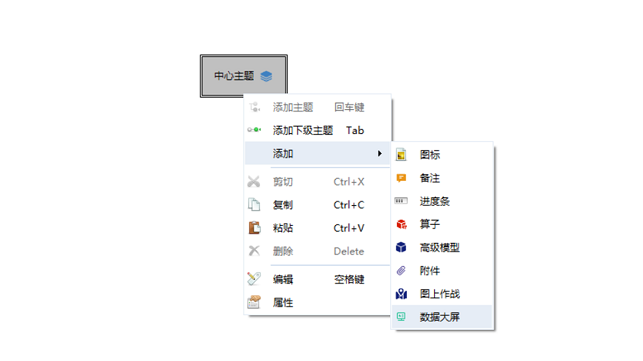 中心主题
添加主题 回车键
添加下级主题 Tab
添加
剪切 Ctrl+X
复制 Ctrl+C
粘贴 Ctrl+V
删除 Delete
编辑 空格键
属性
图标
备注
进度条
算子
高级模型
附件
图上作战
数据大屏